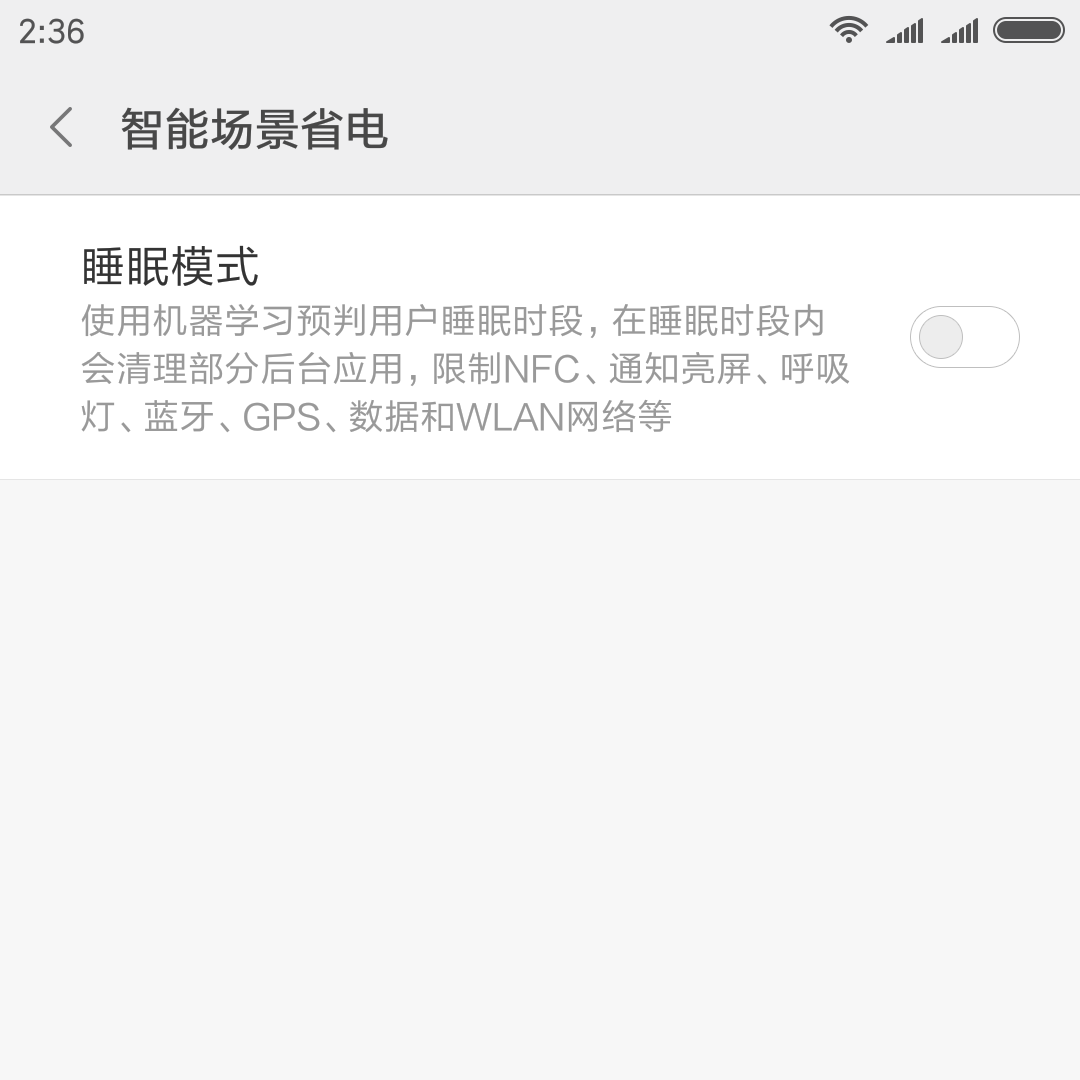 2:36
智能场景省电
睡眠模式
使用机器学习预判用户睡眠时段，在睡眠时段内
会清理部分后台应用，限制NFC、通知亮屏、呼吸
灯、蓝牙、GPS、数据和WLAN网络等